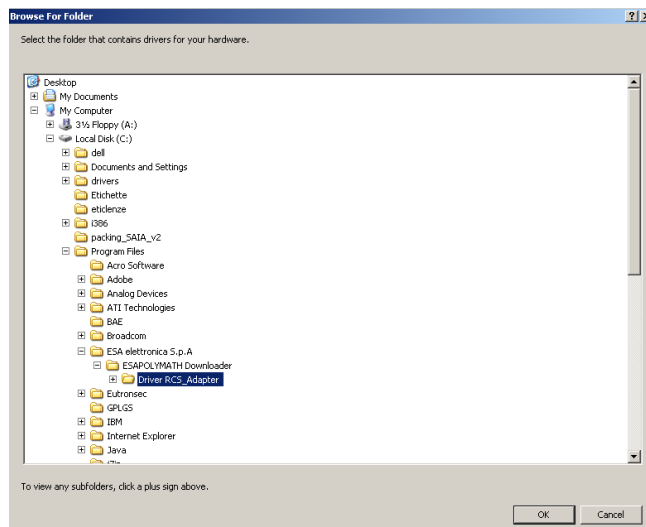 Browse For Folder
Select the folder that contains drivers for your hardware.
Desktop
My Documents
My Computer
3½ Floppy (A:)
Local Disk (C:)
dell
Documents and Settings
drivers
Etichette
eticlenze
i386
packing_SAIA_v2
Program Files
Acro Software
Adobe
Analog Devices
ATI Technologies
BAE
Broadcom
ESA elettronica S.p.A
ESAPOLYMATH Downloader
Driver RCS_Adapter
Eutronsec
GPLGS
IBM
Internet Explorer
Java
To view any subfolders, click a plus sign above.
OK Cancel